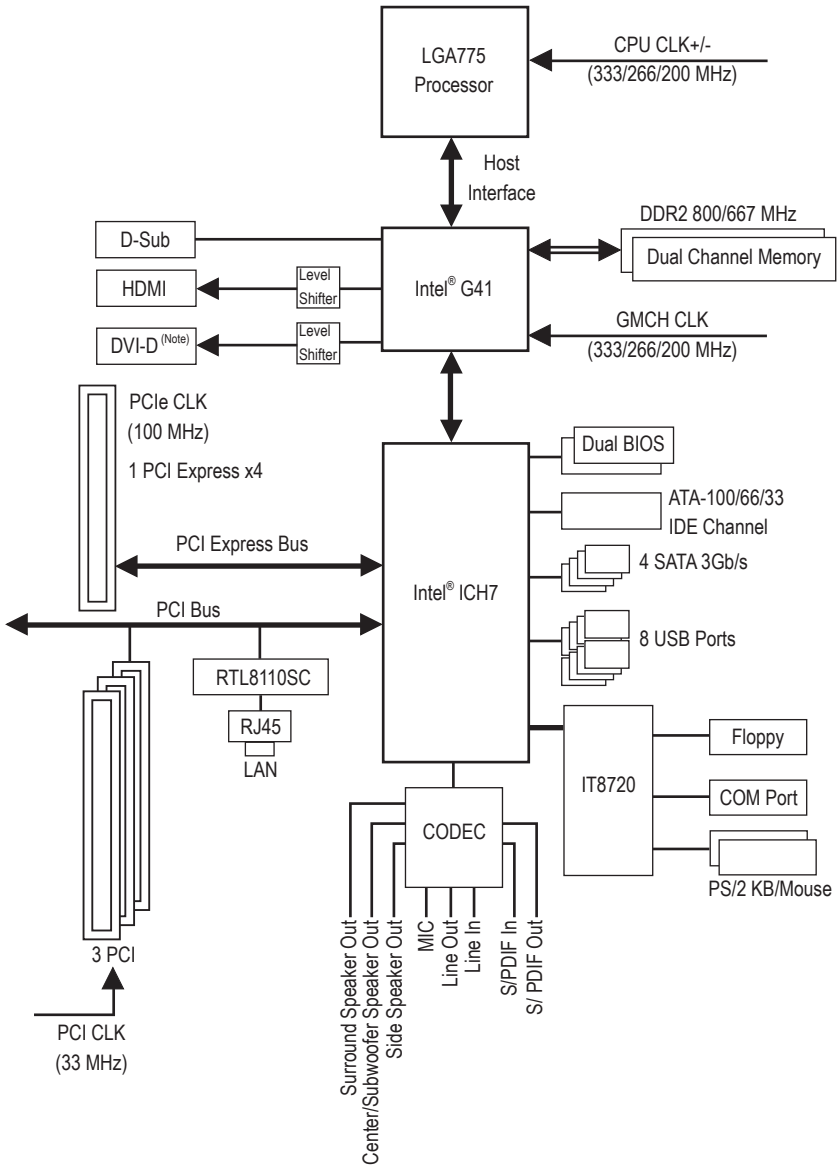 LGA775
Processor
CPU CLK+/-
(333/266/200 MHz)
Host
Interface
D-Sub
HDMI
Level
Shifter
DVI-D (Note)
Level
Shifter
Intel® G41
DDR2 800/667 MHz
Dual Channel Memory
GMCH CLK
(333/266/200 MHz)
PCIe CLK
(100 MHz)
1 PCI Express x4
PCI Express Bus
PCI Bus
Intel® ICH7
Dual BIOS
ATA-100/66/33
IDE Channel
4 SATA 3Gb/s
8 USB Ports
RTL8110SC
RJ45
LAN
IT8720
Floppy
COM Port
PS/2 KB/Mouse
CODEC
Surround Speaker Out
Center/Subwoofer Speaker Out
Side Speaker Out
MIC
Line Out
Line In
S/PDIF In
S/ PDIF Out
3 PCI
PCI CLK
(33 MHz)